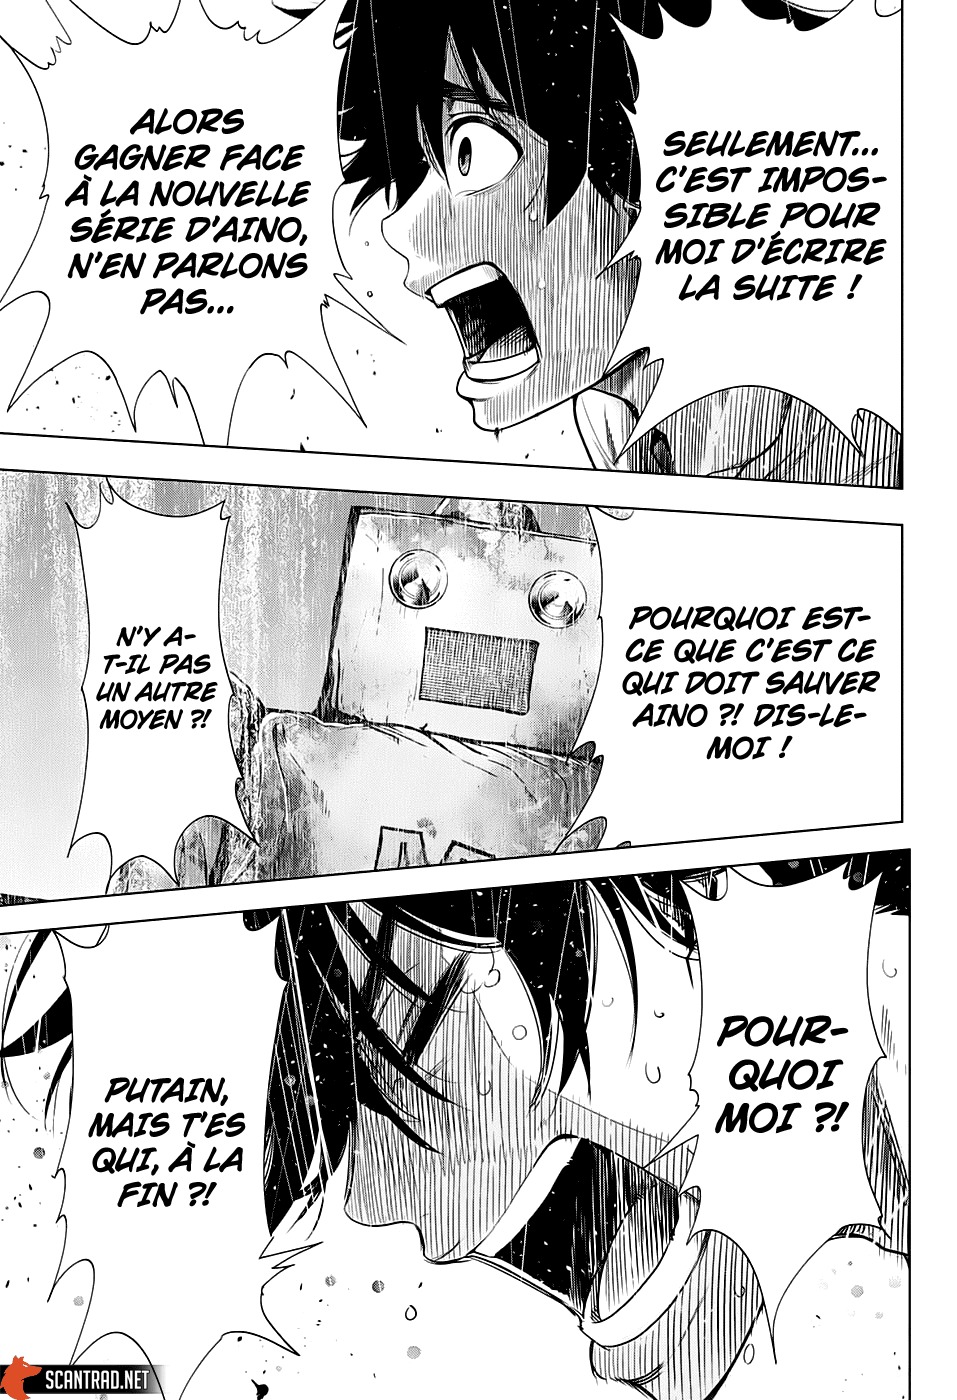 SEULEMENT...
C'EST IMPOS-
SIBLE POUR
MOI D'ÉCRIRE
LA SUITE !
ALORS
GAGNER FACE
À LA NOUVELLE
SÉRIE D'AINO,
N'EN PARLONS
PAS...
POURQUOI EST-
CE QUE C'EST CE
QUI DOIT SAUVER
AINO ?! DIS-LE-
MOI !
N'Y A-
T-IL PAS
UN AUTRE
MOYEN ?!
POUR-
QUOI
MOI ?!
PUTAIN,
MAIS T'ES
QUI, À LA
FIN ?!
SCANTRAD.NET